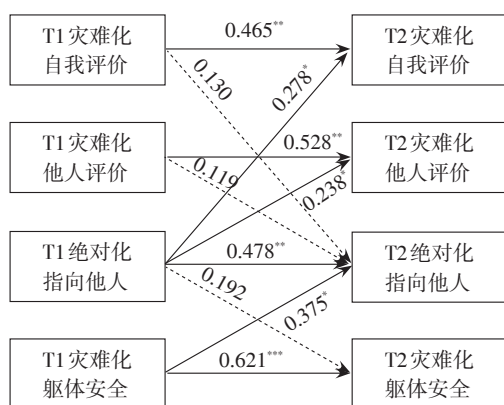 T1灾难化
自我评价
0.465**
T2灾难化
自我评价
0.130
0.278*
T1灾难化
他人评价
0.528**
T2灾难化
他人评价
0.119
0.238*
T1绝对化
指向他人
0.478**
T2绝对化
指向他人
0.192
0.375*
T1灾难化
躯体安全
0.621***
T2灾难化
躯体安全